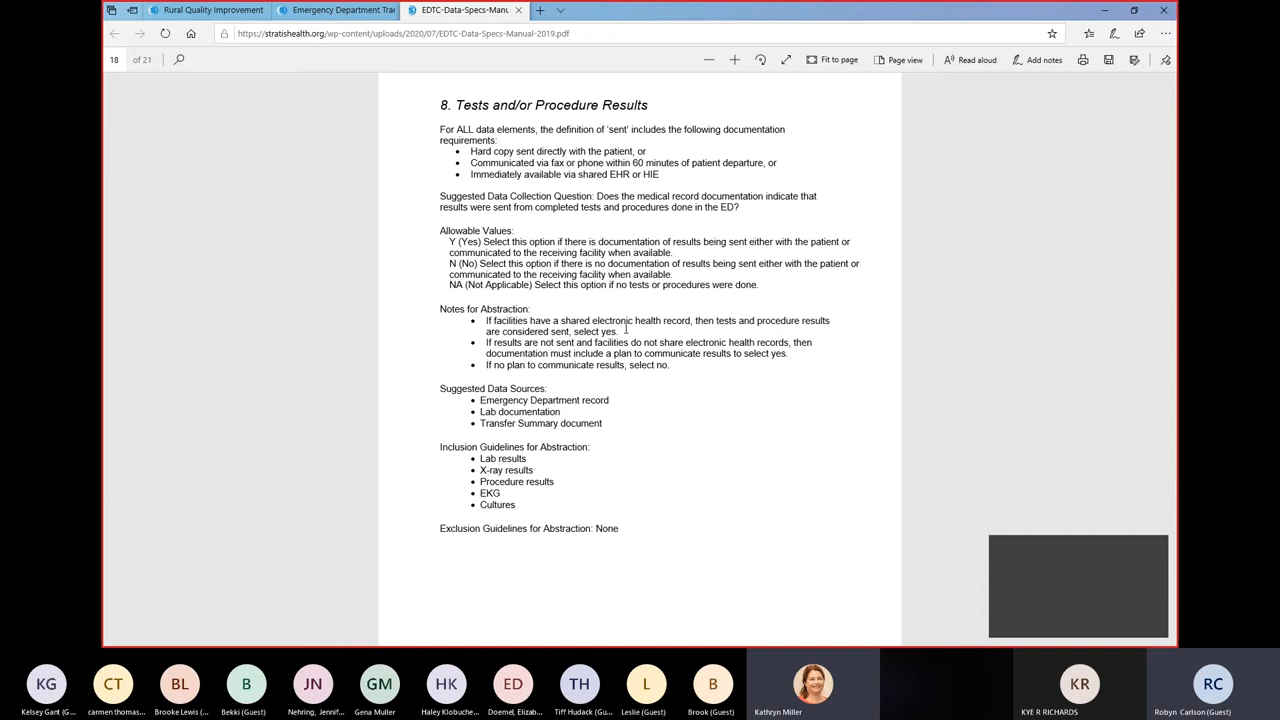 Rural Quality Improvement
Emergency Department Tra
EDTC-Data-Specs-Manu
https://stratishealth.org/wp-content/uploads/2020/07/EDTC-Data-Specs-Manual-2019.pdf
18 of 21
Fit to page
Page view
Read aloud
Add notes
8. Tests and/or Procedure Results
For ALL data elements, the definition of 'sent' includes the following documentation
requirements:
• Hard copy sent directly with the patient, or
• Communicated via fax or phone within 60 minutes of patient departure, or
• Immediately available via shared EHR or HIE
Suggested Data Collection Question: Does the medical record documentation indicate that
results were sent from completed tests and procedures done in the ED?
Allowable Values:
Y (Yes) Select this option if there is documentation of results being sent either with the patient or
communicated to the receiving facility when available.
N (No) Select this option if there is no documentation of results being sent either with the patient or
communicated to the receiving facility when available.
NA (Not Applicable) Select this option if no tests or procedures were done.
Notes for Abstraction:
• If facilities have a shared electronic health record, then tests and procedure results
are considered sent, select yes.
• If results are not sent and facilities do not share electronic health records, then
documentation must include a plan to communicate results to select yes.
• If no plan to communicate results, select no.
Suggested Data Sources:
• Emergency Department record
• Lab documentation
• Transfer Summary document
Inclusion Guidelines for Abstraction:
• Lab results
• X-ray results
• Procedure results
• EKG
• Cultures
Exclusion Guidelines for Abstraction: None
KG
CT
BL
B
JN
GM
HK
ED
TH
L
B
KR
RC
Kelsey Gant (G...
carmen thomas...
Brooke Lewis (...
Bekki (Guest)
Nehring, Jennif...
Gena Muller
Haley Klobuche...
Doemel, Elizab...
Tiff Hudack (Gu...
Leslie (Guest)
Brook (Guest)
Kathryn Miller
KYE R RICHARDS
Robyn Carlson (Guest)